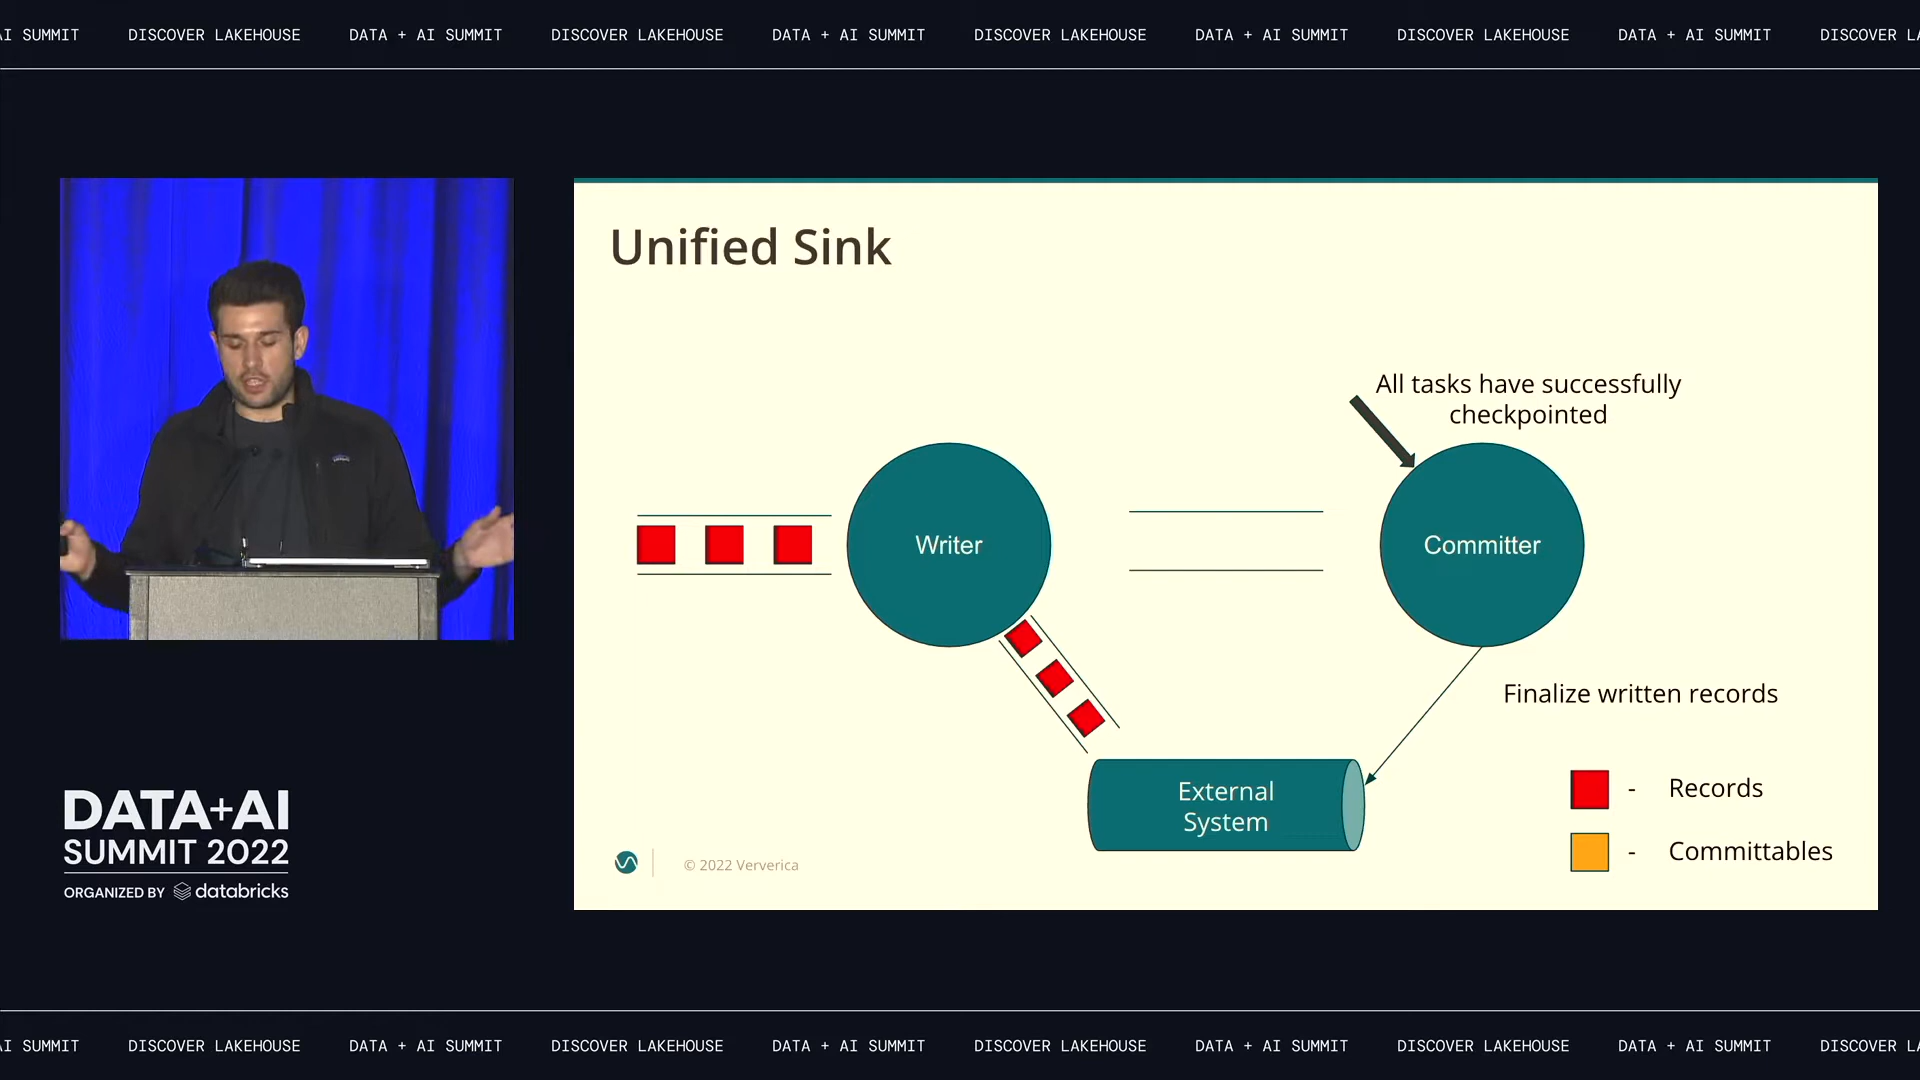 AI SUMMIT DISCOVER LAKEHOUSE DATA + AI SUMMIT DISCOVER LAKEHOUSE DATA + AI SUMMIT DISCOVER LAKEHOUSE DATA + AI SUMMIT DISCOVER LAKEHOUSE DATA + AI SUMMIT DISCOVER LA
Unified Sink
All tasks have successfully
checkpointed
Writer
Committer
Finalize written records
External
System
- Records
- Committables
© 2022 Ververica
DATA+AI
SUMMIT 2022
ORGANIZED BY databricks
AI SUMMIT DISCOVER LAKEHOUSE DATA + AI SUMMIT DISCOVER LAKEHOUSE DATA + AI SUMMIT DISCOVER LAKEHOUSE DATA + AI SUMMIT DISCOVER LAKEHOUSE DATA + AI SUMMIT DISCOVER LA